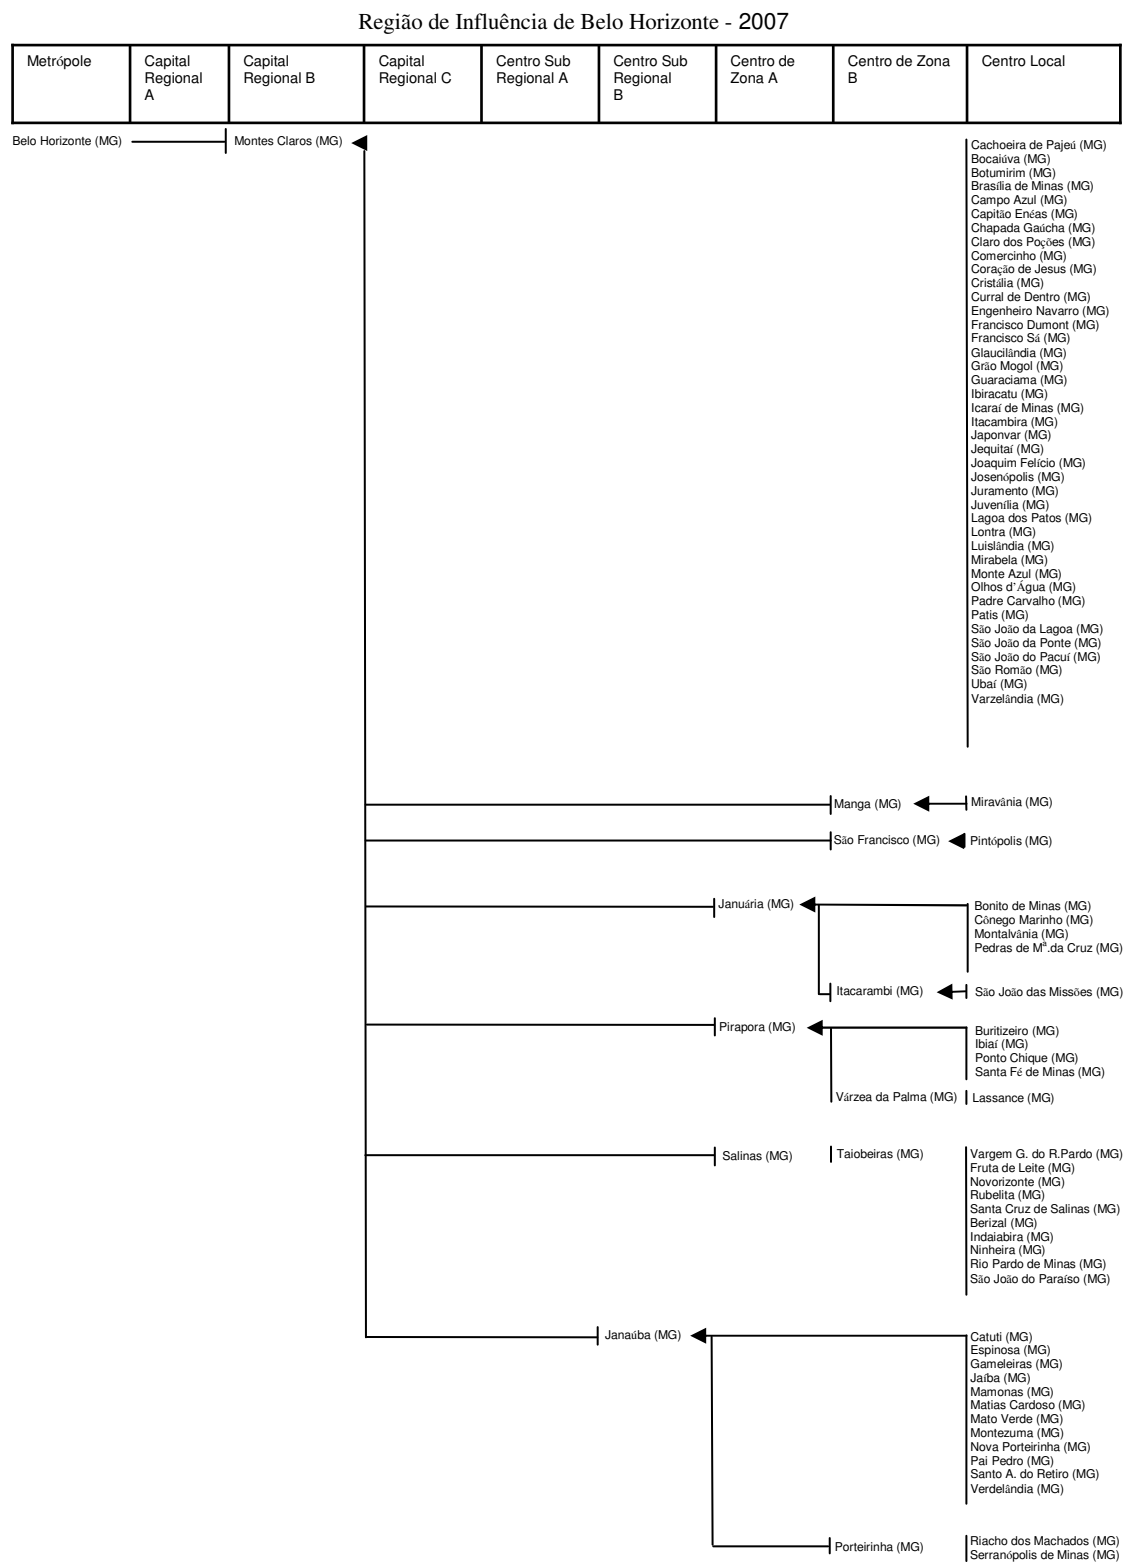 Região de Influência de Belo Horizonte - 2007
Metrópole
Capital
Regional
A
Capital
Regional B
Capital
Regional C
Centro Sub
Regional A
Centro Sub
Regional
B
Centro de
Zona A
Centro de Zona
B
Centro Local
Belo Horizonte (MG)
Montes Claros (MG)
Cachoeira de Pajeú (MG)
Bocaiúva (MG)
Botumirim (MG)
Brasília de Minas (MG)
Campo Azul (MG)
Capitão Enéas (MG)
Chapada Gaúcha (MG)
Claro dos Poções (MG)
Comercinho (MG)
Coração de Jesus (MG)
Cristália (MG)
Curral de Dentro (MG)
Engenheiro Navarro (MG)
Francisco Dumont (MG)
Francisco Sá (MG)
Glaucilândia (MG)
Grão Mogol (MG)
Guaraciama (MG)
Ibiracatu (MG)
Icaraí de Minas (MG)
Itacambira (MG)
Japonvar (MG)
Jequitaí (MG)
Joaquim Felício (MG)
Josenópolis (MG)
Juramento (MG)
Juvenília (MG)
Lagoa dos Patos (MG)
Lontra (MG)
Luislândia (MG)
Mirabela (MG)
Monte Azul (MG)
Olhos d'Água (MG)
Padre Carvalho (MG)
Patis (MG)
São João da Lagoa (MG)
São João da Ponte (MG)
São João do Pacuí (MG)
São Romão (MG)
Ubaí (MG)
Varzelândia (MG)
Manga (MG)
Miravânia (MG)
São Francisco (MG)
Pintópolis (MG)
Januária (MG)
Bonito de Minas (MG)
Cônego Marinho (MG)
Montalvânia (MG)
Pedras de Mª.da Cruz (MG)
Itacarambi (MG)
São João das Missões (MG)
Pirapora (MG)
Buritizeiro (MG)
Ibiaí (MG)
Ponto Chique (MG)
Santa Fé de Minas (MG)
Várzea da Palma (MG)
Lassance (MG)
Salinas (MG)
Taiobeiras (MG)
Vargem G. do R.Pardo (MG)
Fruta de Leite (MG)
Novorizonte (MG)
Rubelita (MG)
Santa Cruz de Salinas (MG)
Berizal (MG)
Indaiabira (MG)
Ninheira (MG)
Rio Pardo de Minas (MG)
São João do Paraíso (MG)
Janaúba (MG)
Catuti (MG)
Espinosa (MG)
Gameleiras (MG)
Jaíba (MG)
Mamonas (MG)
Matias Cardoso (MG)
Mato Verde (MG)
Montezuma (MG)
Nova Porteirinha (MG)
Pai Pedro (MG)
Santo A. do Retiro (MG)
Verdelândia (MG)
Porteirinha (MG)
Riacho dos Machados (MG)
Serranópolis de Minas (MG)